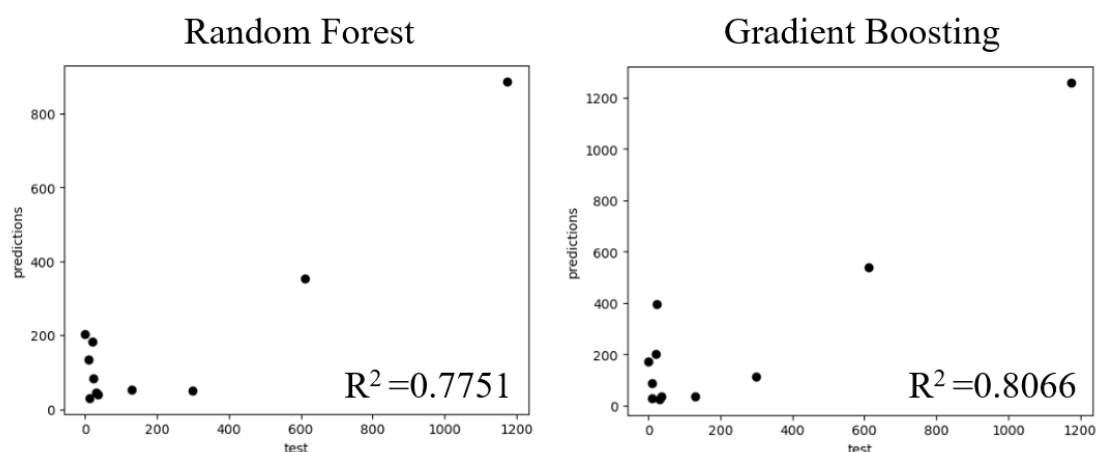 Random Forest
800
600
400
200
0
predictions
0 200 400 600 800 1000 1200
test
R² =0.7751
Gradient Boosting
1200
1000
800
600
400
200
0
predictions
0 200 400 600 800 1000 1200
test
R² =0.8066